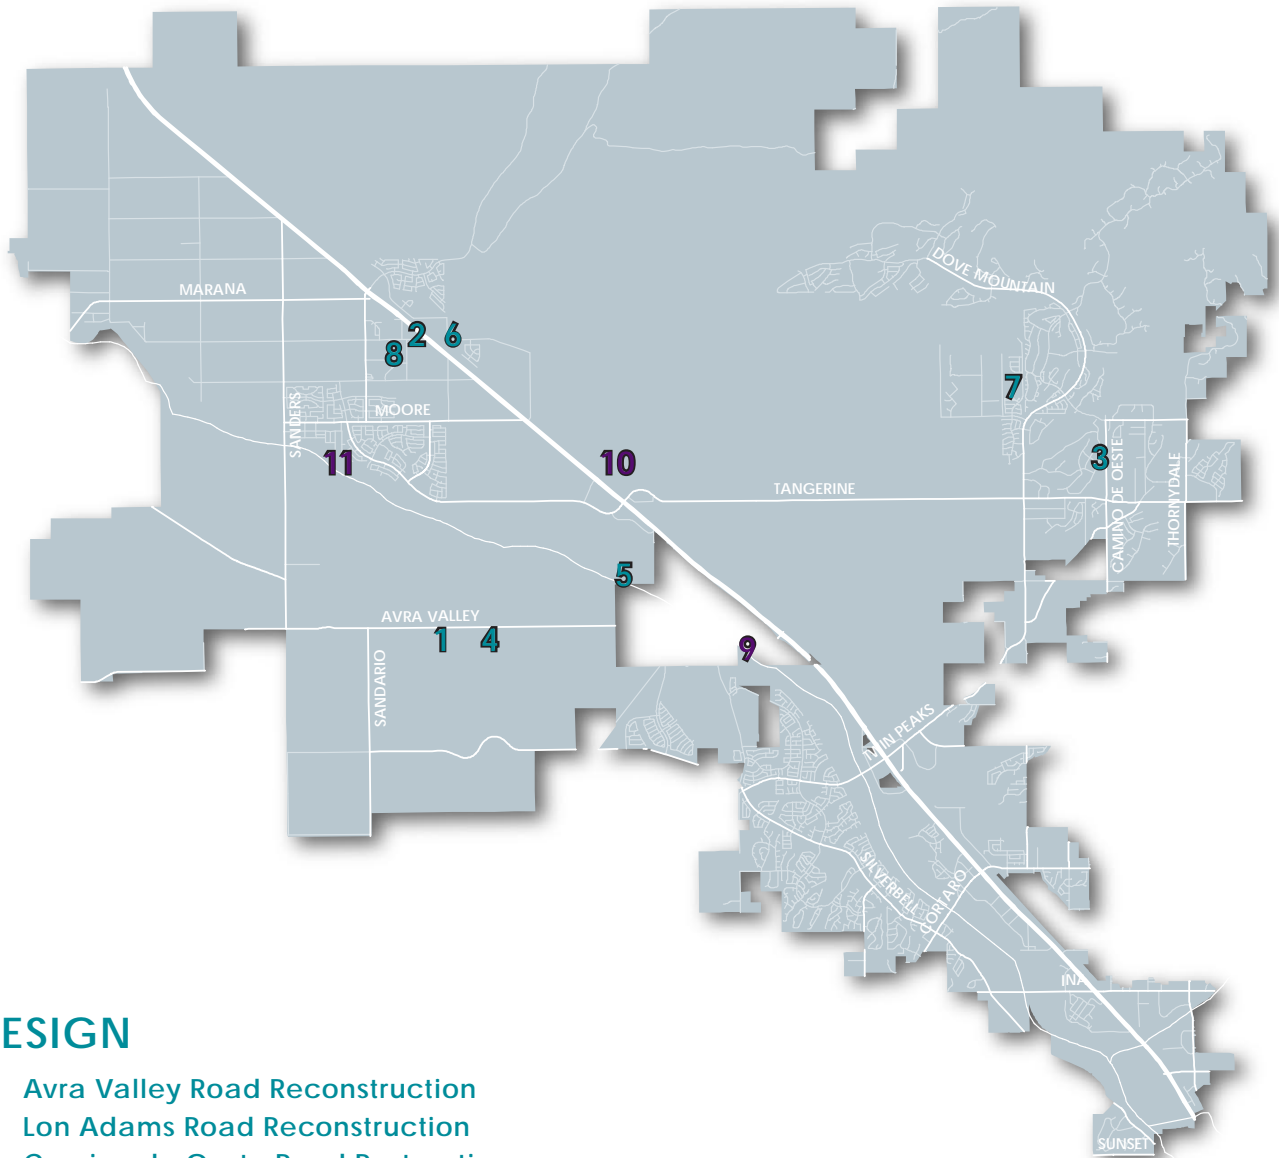 DOVE MOUNTAIN
MARANA
2
6
8
7
SANDERS
MOORE
11
10
3
CAMINO DE OESTE
THORNYDALE
TANGERINE
5
AVRA VALLEY
1
4
9
SANDARIO
TWIN PEAKS
SILVERBELL
CORTARO
INA
SUNSET
ESIGN
Avra Valley Road Reconstruction
Lon Adams Road Reconstruction